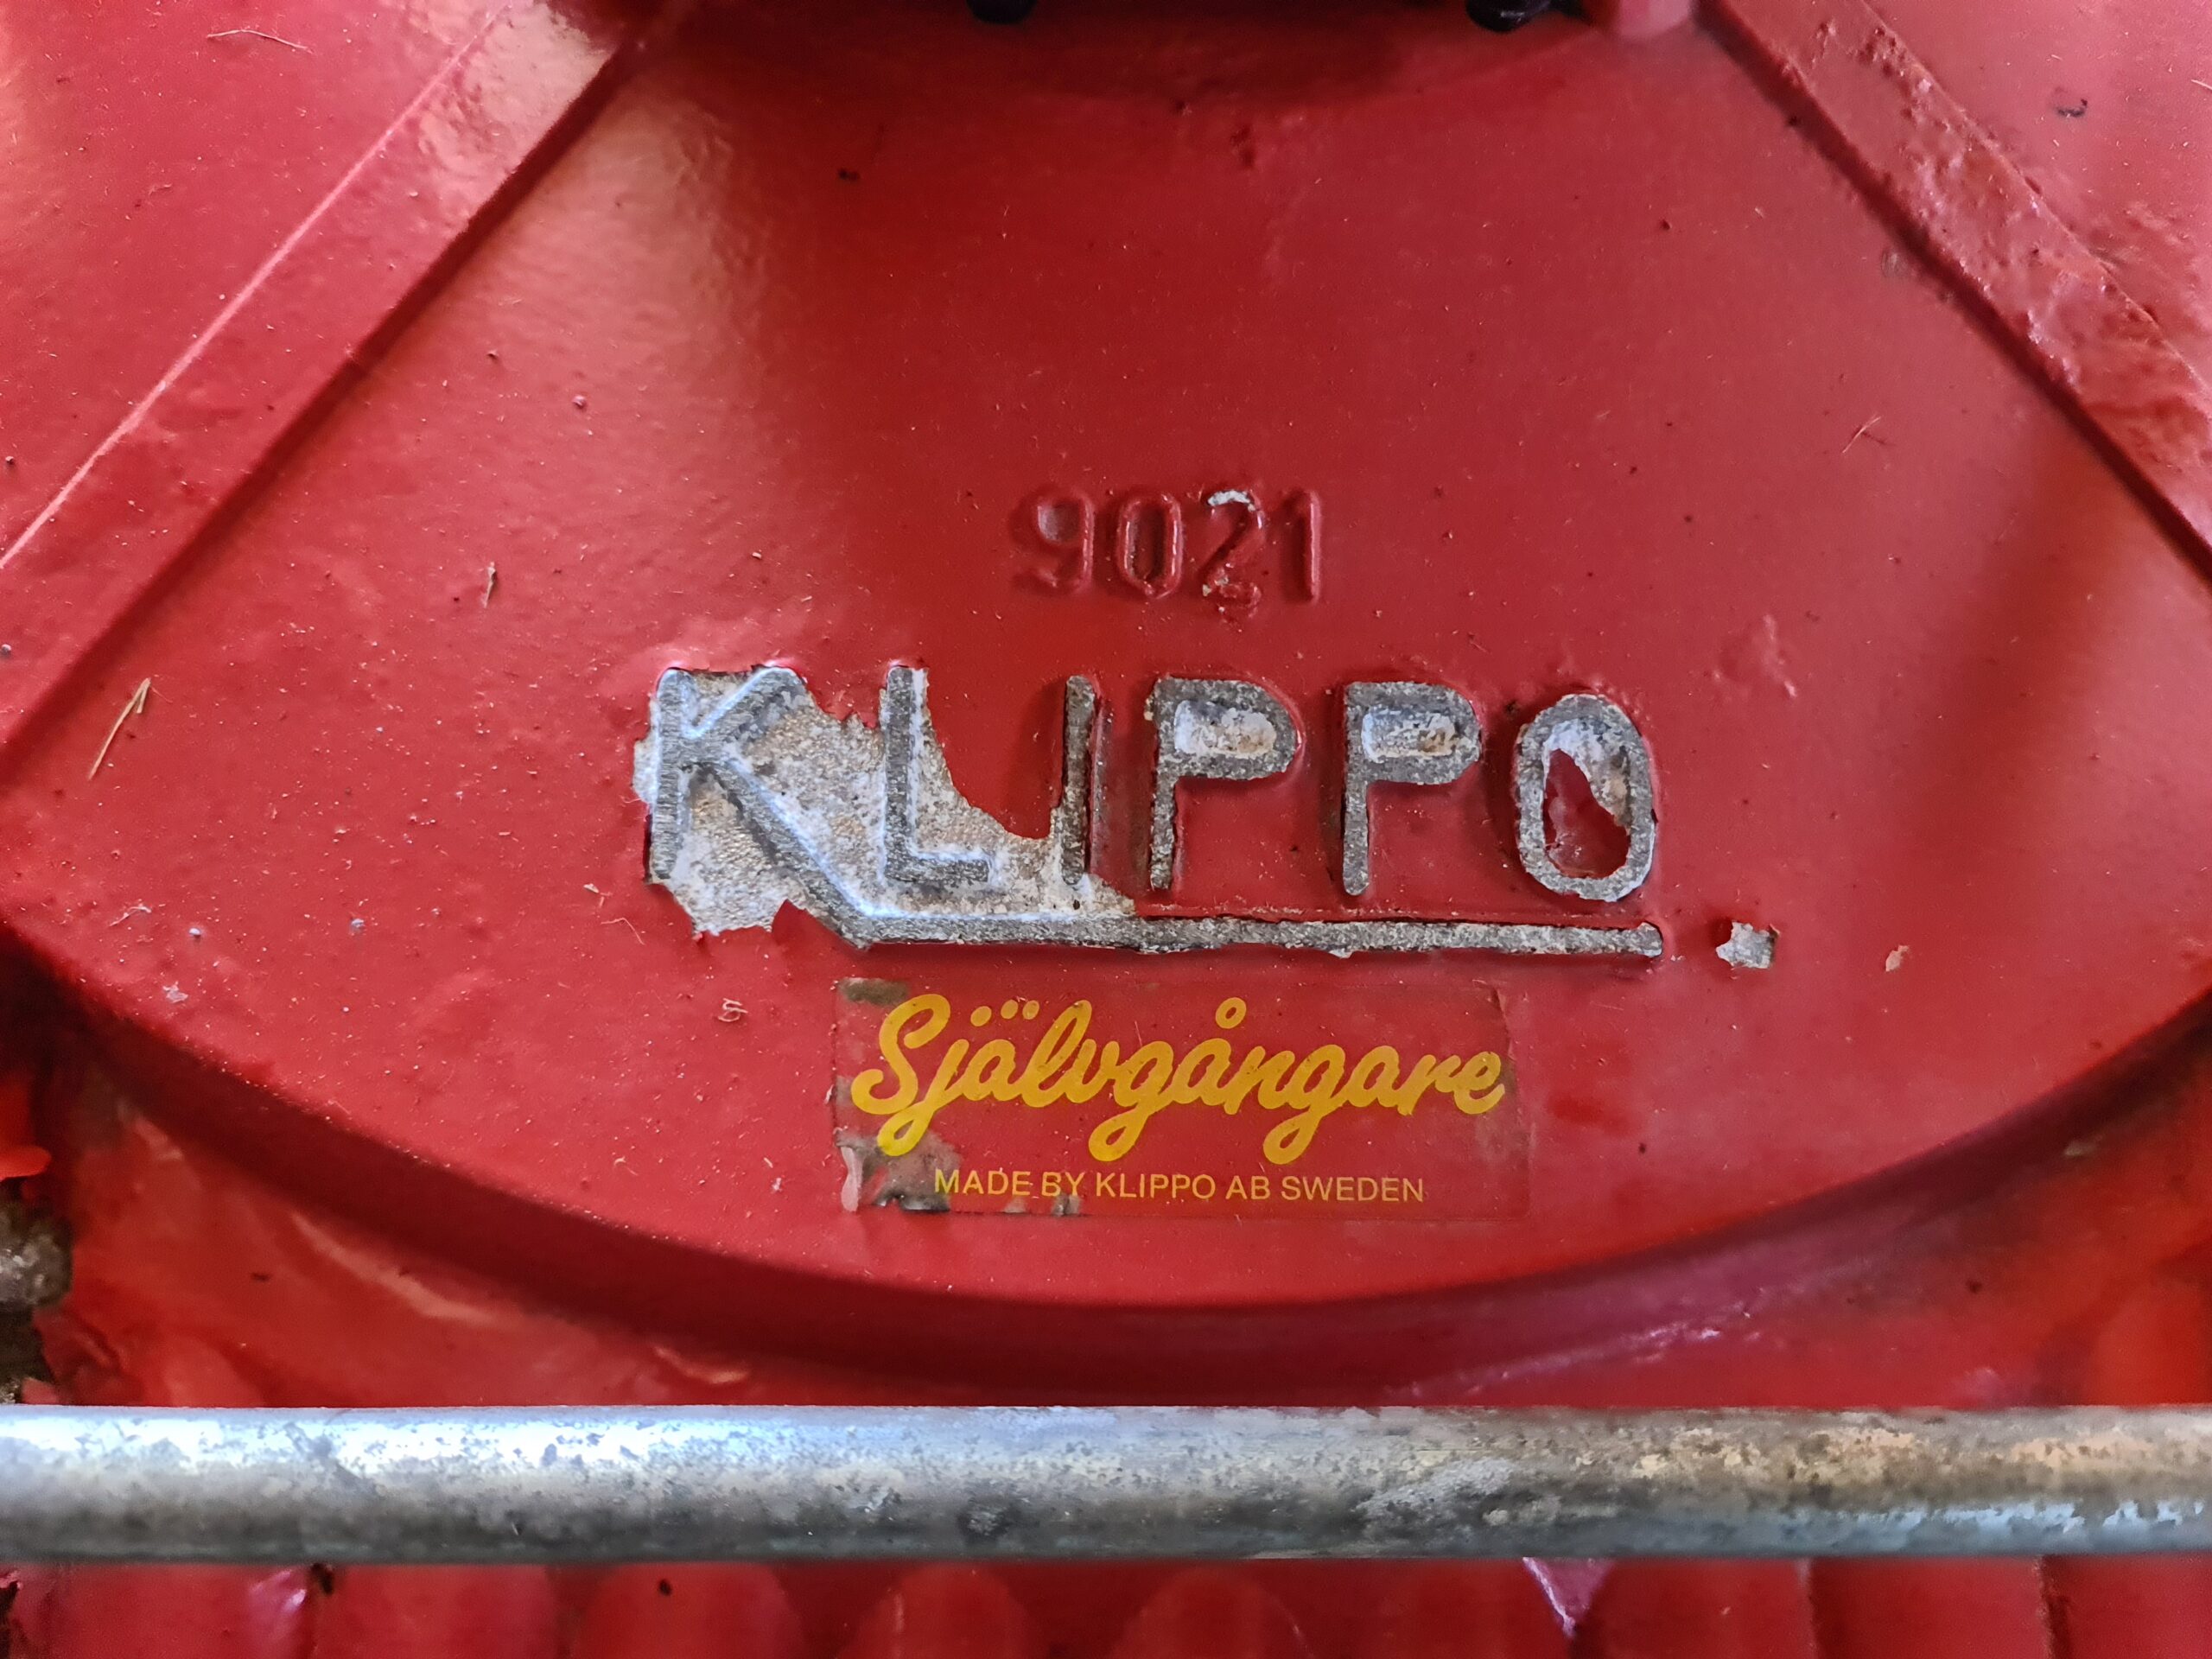 9021
KLIPPO
Självgångare
MADE BY KLIPPO AB SWEDEN